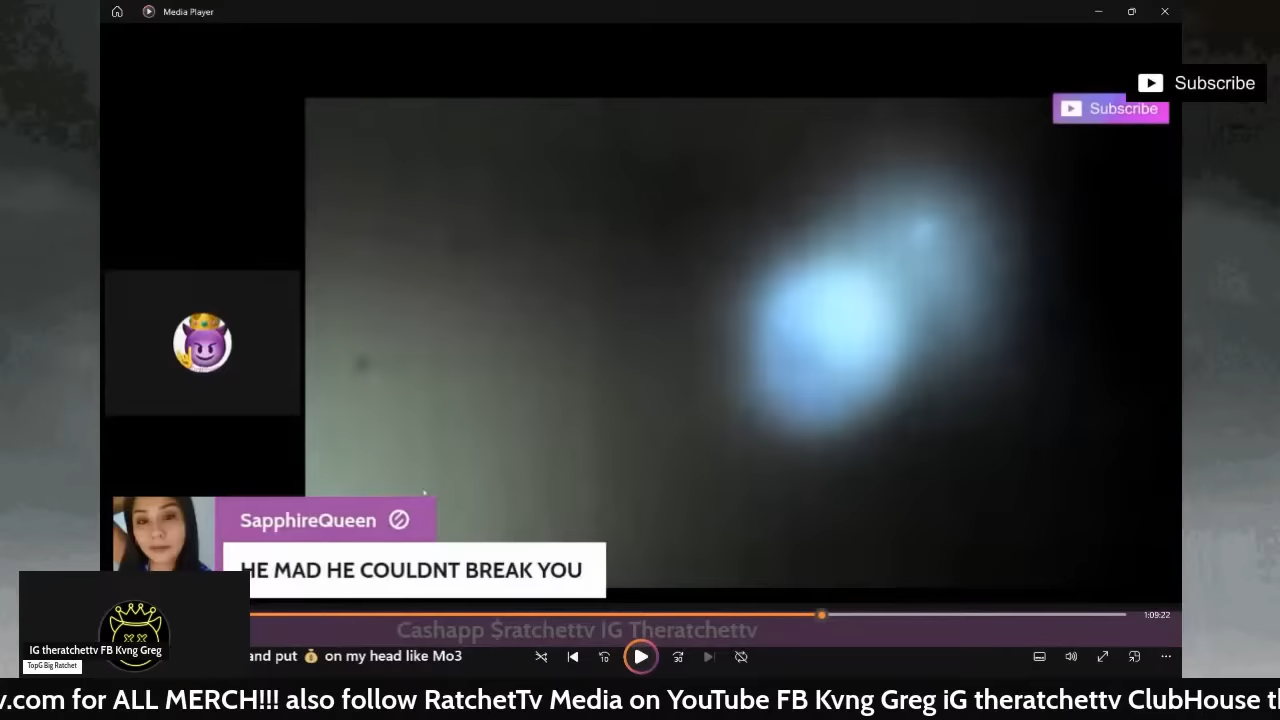 Media Player
Subscribe
Subscribe
SapphireQueen
HE MAD HE COULDNT BREAK YOU
1:09:22
Cashapp $ratchettv IG Theratchettv
IG theratchettv FB Kvng Greg
TopG Big Ratchet
and put 💰 on my head like Mo3
10
30
v.com for ALL MERCH!!! also follow RatchetTv Media on YouTube FB Kvng Greg iG theratchettv ClubHouse